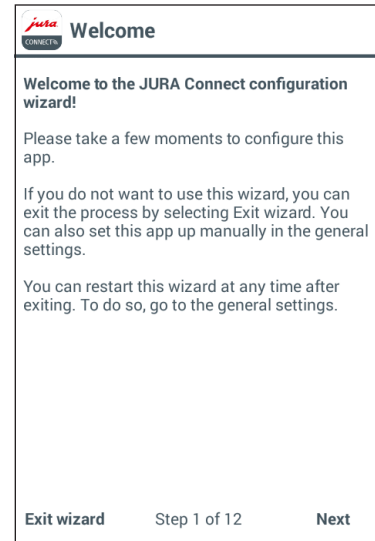 jura
CONNECT%
Welcome
Welcome to the JURA Connect configuration
wizard!
Please take a few moments to configure this
app.
If you do not want to use this wizard, you can
exit the process by selecting Exit wizard. You
can also set this app up manually in the general
settings.
You can restart this wizard at any time after
exiting. To do so, go to the general settings.
Exit wizard Step 1 of 12 Next